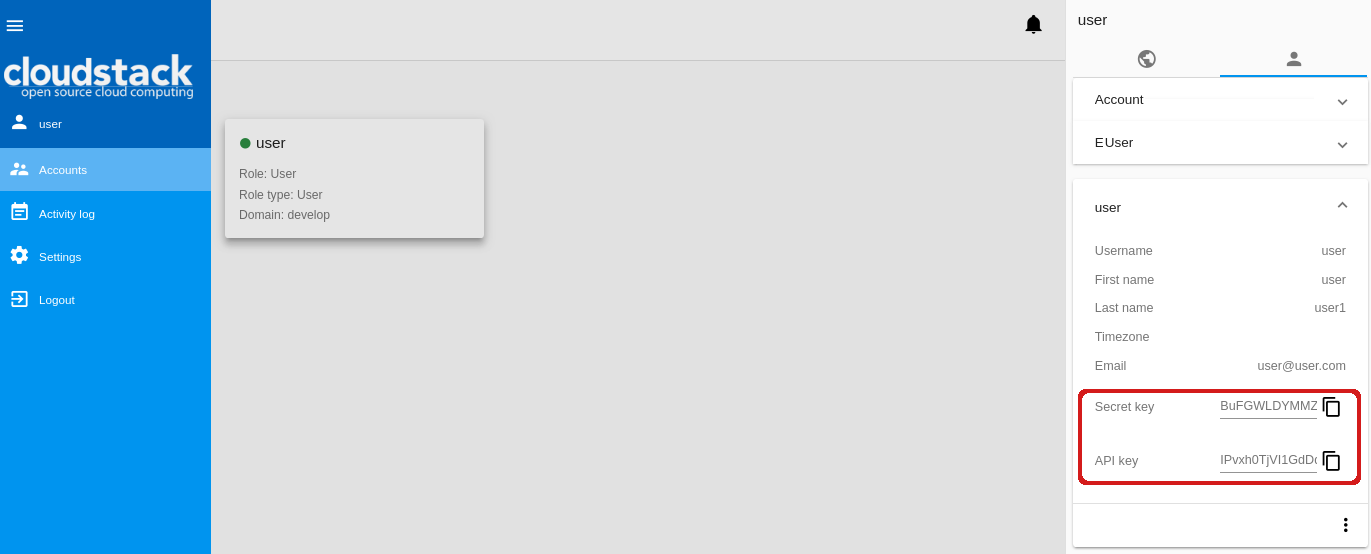 cloudstack
open source cloud computing
user
Accounts
Activity log
Settings
Logout
user
Role: User
Role type: User
Domain: develop
user
Account
EUser
user
Username user
First name user
Last name user1
Timezone
Email user@user.com
Secret key BuFGWLDYMMZ
API key IPvxh0TjVI1GdDc